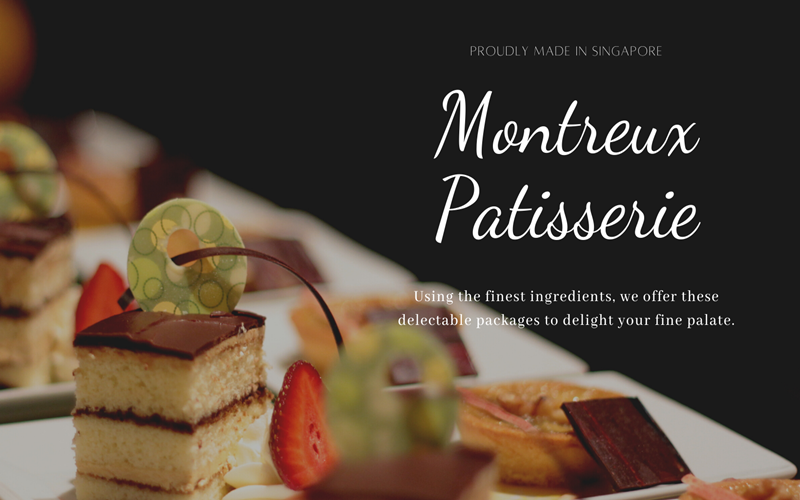 PROUDLY MADE IN SINGAPORE
Montreux
Patisserie
Using the finest ingredients, we offer these
delectable packages to delight your fine palate.